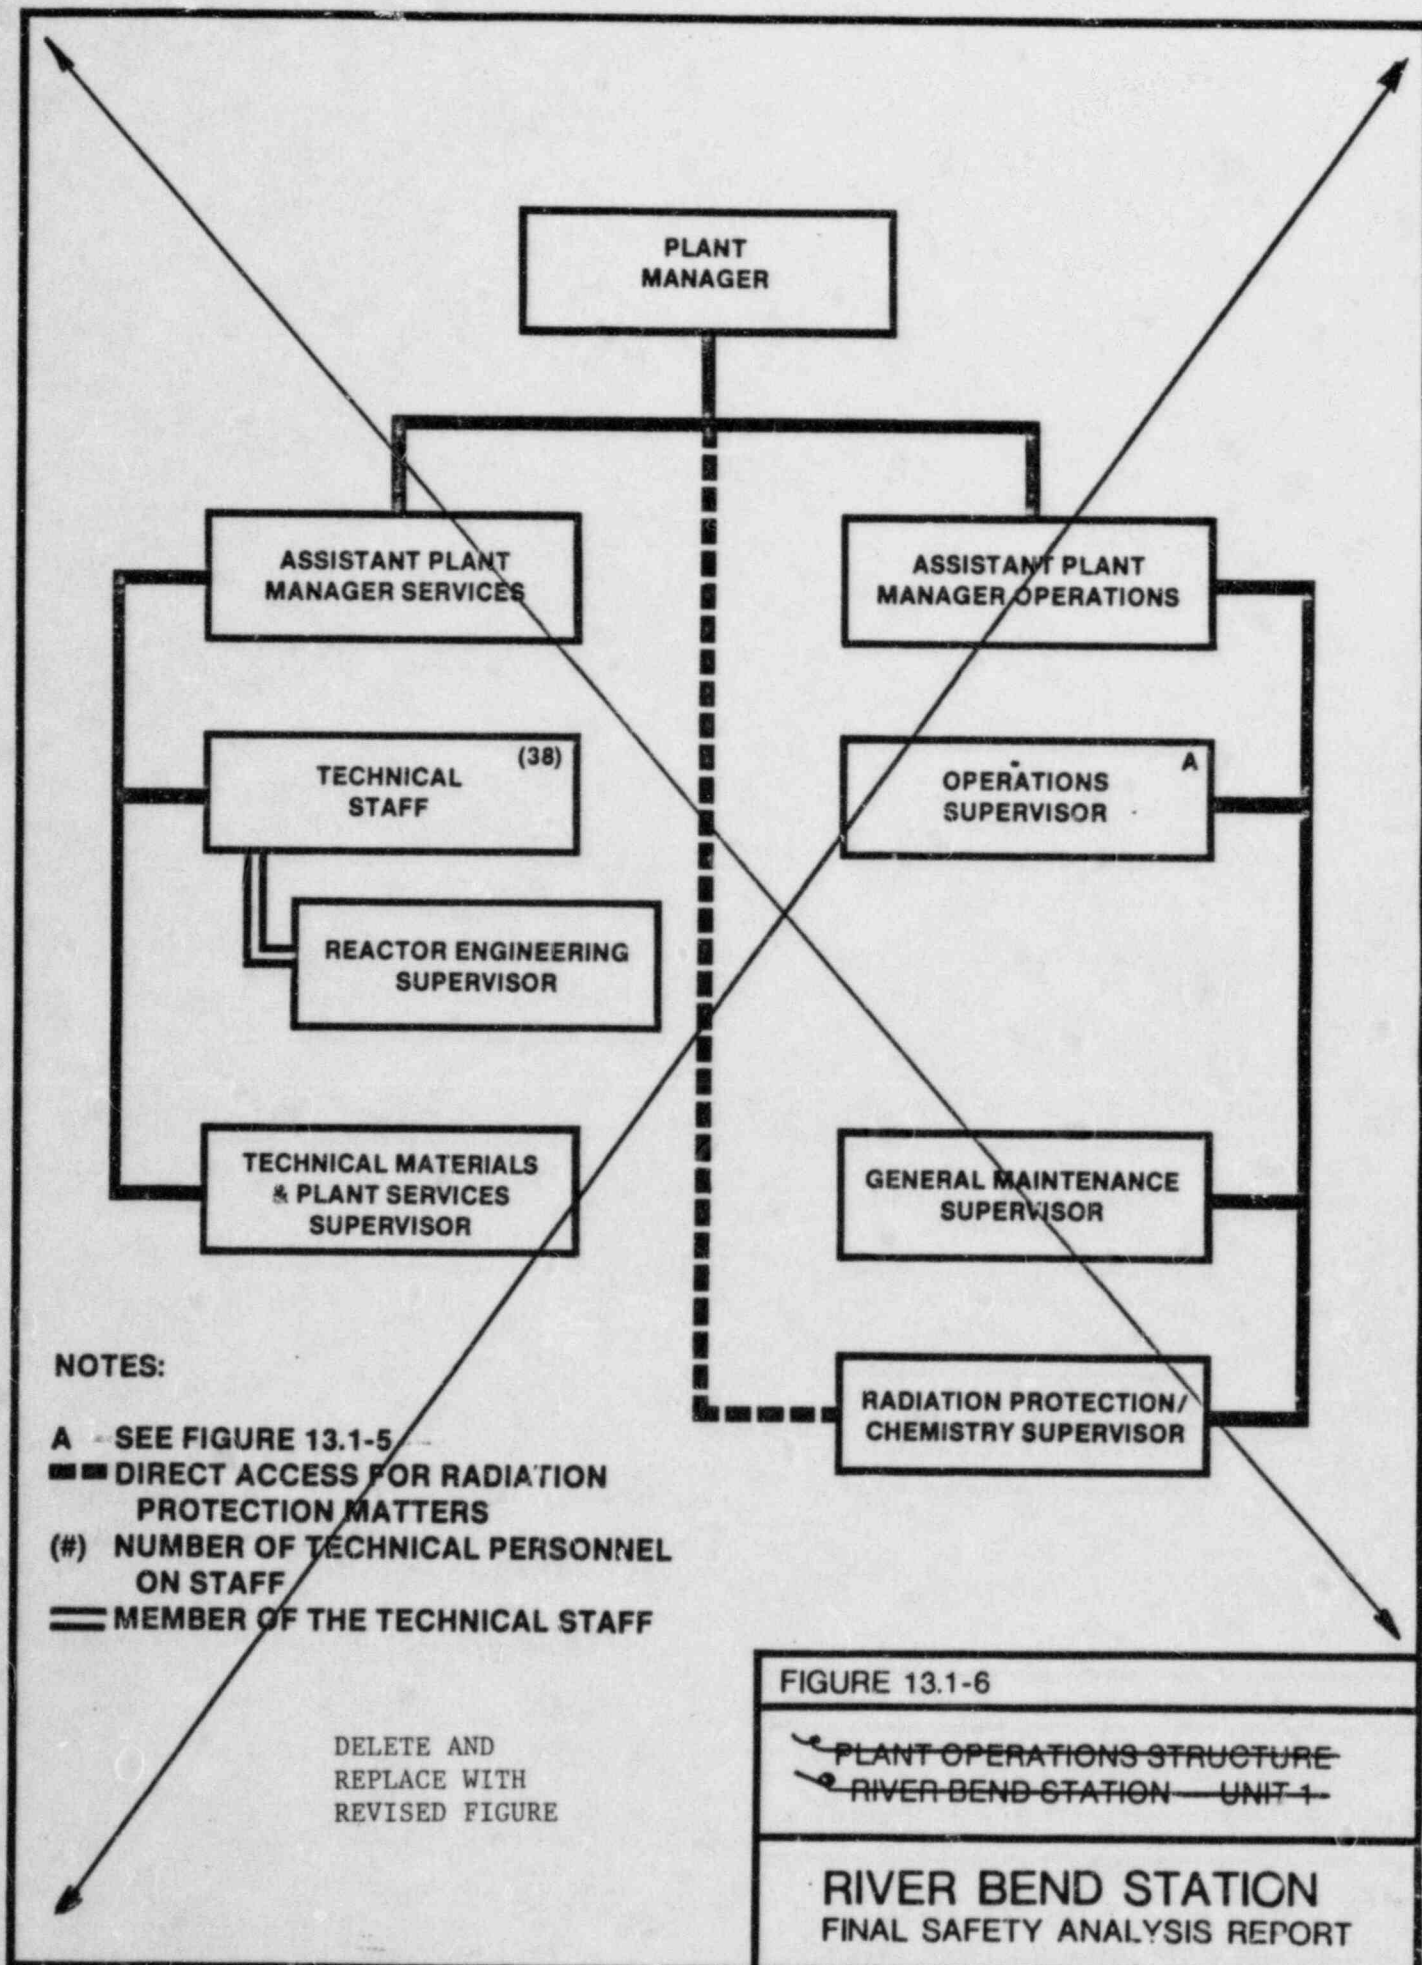 PLANT
MANAGER
ASSISTANT PLANT
MANAGER SERVICES
ASSISTANT PLANT
MANAGER OPERATIONS
(38)
TECHNICAL
STAFF
A
OPERATIONS
SUPERVISOR
REACTOR ENGINEERING
SUPERVISOR
TECHNICAL MATERIALS
& PLANT SERVICES
SUPERVISOR
GENERAL MAINTENANCE
SUPERVISOR
RADIATION PROTECTION/
CHEMISTRY SUPERVISOR
NOTES:
A SEE FIGURE 13.1-5
DIRECT ACCESS FOR RADIATION
PROTECTION MATTERS
(#) NUMBER OF TECHNICAL PERSONNEL
ON STAFF
MEMBER OF THE TECHNICAL STAFF
DELETE AND
REPLACE WITH
REVISED FIGURE
FIGURE 13.1-6
PLANT OPERATIONS STRUCTURE
RIVER BEND STATION — UNIT 1
RIVER BEND STATION
FINAL SAFETY ANALYSIS REPORT